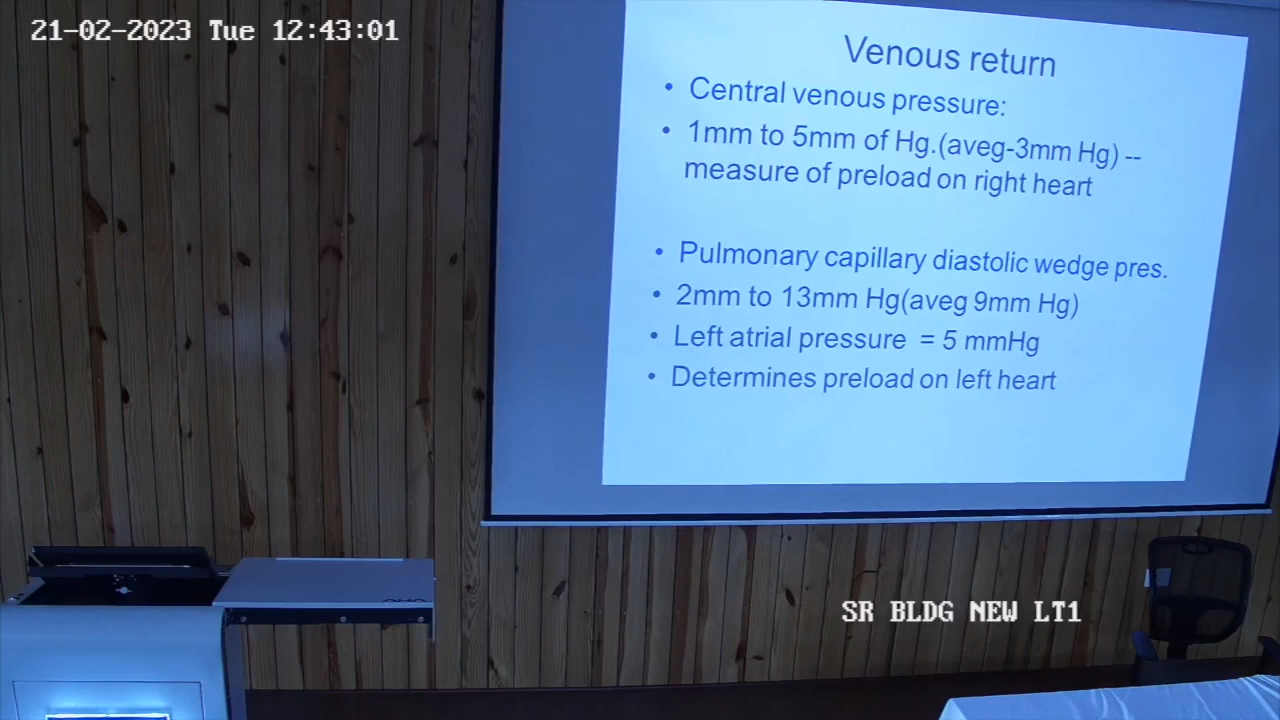 21-02-2023 Tue 12:43:01
Venous return
• Central venous pressure:
• 1mm to 5mm of Hg.(aveg-3mm Hg) --
measure of preload on right heart
• Pulmonary capillary diastolic wedge pres.
• 2mm to 13mm Hg(aveg 9mm Hg)
• Left atrial pressure = 5 mmHg
• Determines preload on left heart
SR BLDG NEW LT1